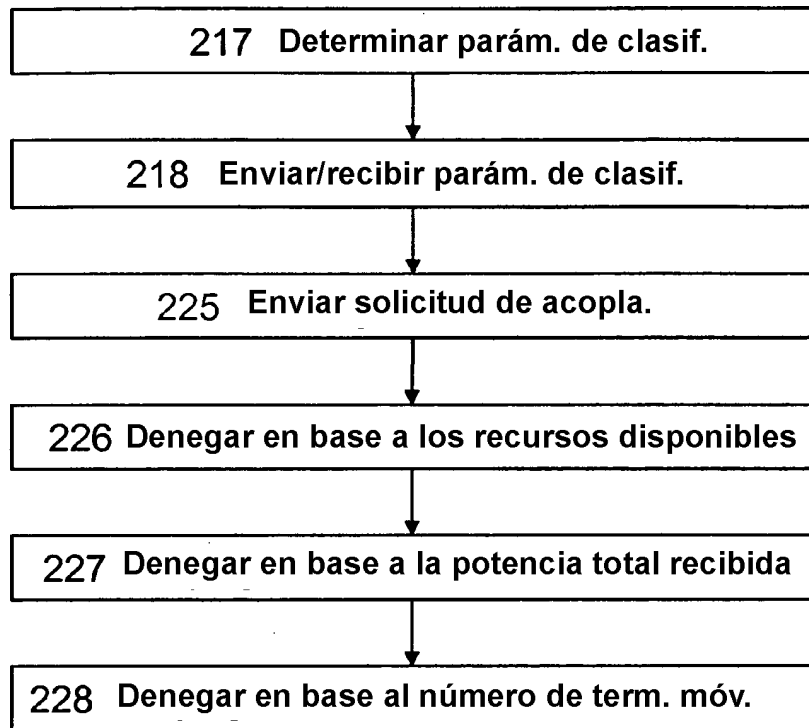 217 Determinar parám. de clasif.
218 Enviar/recibir parám. de clasif.
225 Enviar solicitud de acopla.
226 Denegar en base a los recursos disponibles
227 Denegar en base a la potencia total recibida
228 Denegar en base al número de term. móv.